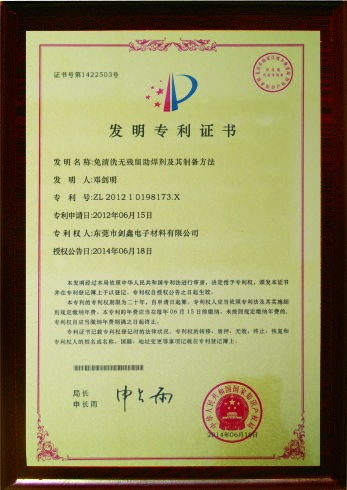 证书号第1422503号
发明专利证书
发明名称:免清洗无残留助焊剂及其制备方法
发 明 人:邓剑明
专 利 号:ZL 2012 1 0198173.X
专利申请日:2012年06月15日
专 利 权 人:东莞市剑鑫电子材料有限公司
授权公告日:2014年06月18日
本发明经过本局依照中华人民共和国专利法进行审查,决定授予专利权,颁发本证书
并在专利登记簿上予以登记。专利权自授权公告之日起生效。
本专利的专利权期限为二十年,自申请日起算。专利权人应当依照专利法及其实施细
则规定缴纳年费。本专利的年费应当在每年06月15日前缴纳。未按照规定缴纳年费的,
专利权自应当缴纳年费期满之日起终止。
专利证书记载专利权登记时的法律状况。专利权的转移、质押、无效、终止、恢复和
专利权人的姓名或名称、国籍、地址变更等事项记载在专利登记簿上。
局长
申长雨
申长雨
中华人民共和国国家知识产权局
2014年06月18日